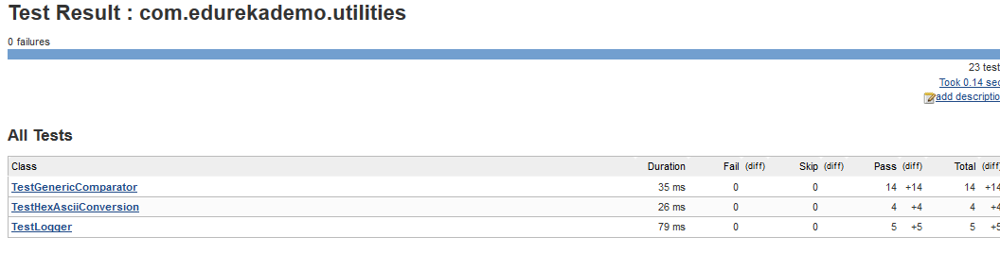 Test Result : com.edurekademo.utilities
0 failures
23 test
Took 0.14 sec
add descriptio
All Tests
Class Duration Fail (diff) Skip (diff) Pass (diff) Total (diff)
TestGenericComparator 35 ms 0 0 14 +14 14 +14
TestHexAsciiConversion 26 ms 0 0 4 +4 4 +4
TestLogger 79 ms 0 0 5 +5 5 +5